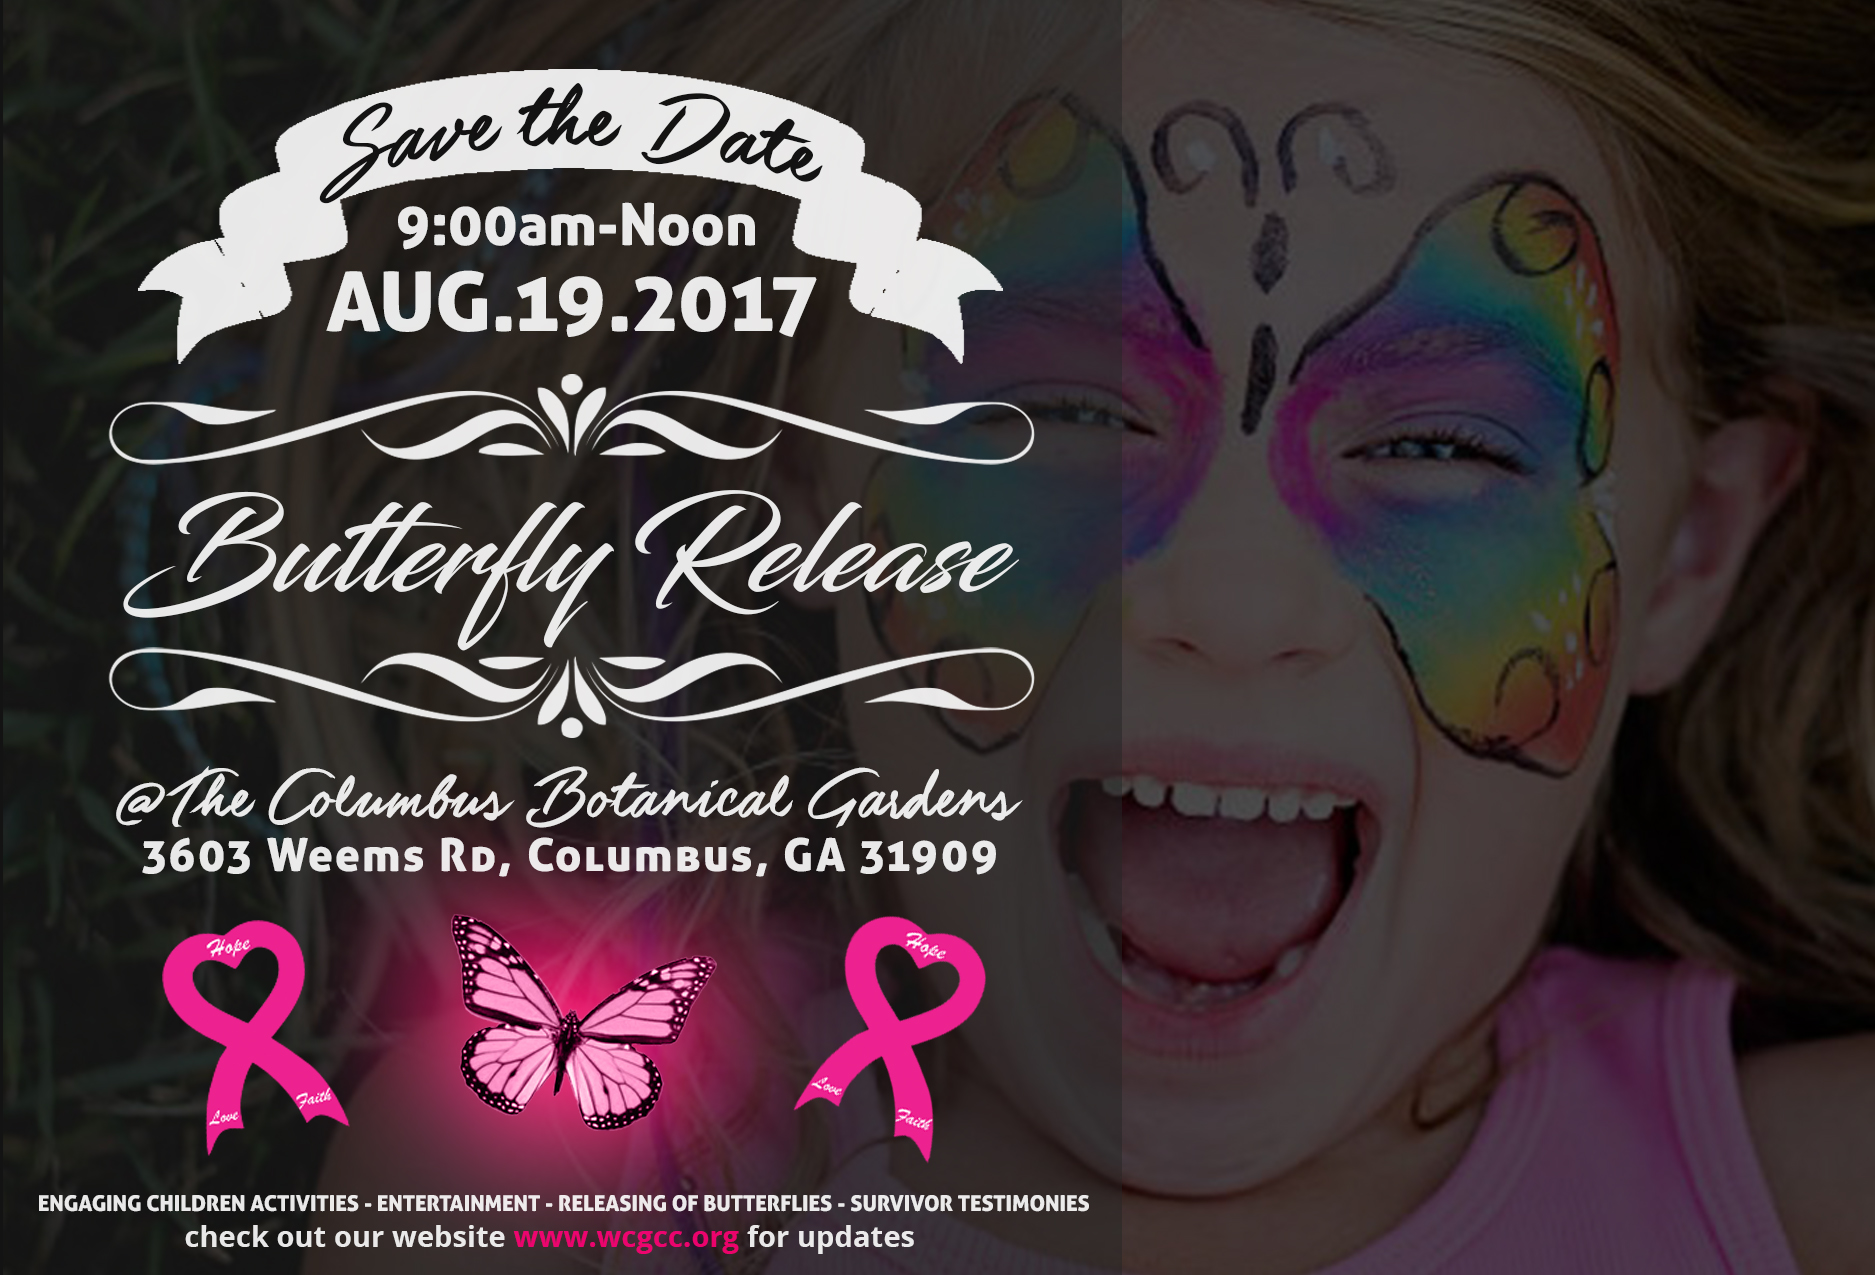 Save the Date
9:00am-Noon
AUG.19.2017
Butterfly Release
@The Columbus Botanical Gardens
3603 Weems Rd, Columbus, GA 31909
Hope
Love
Faith
Hope
Love
Faith
ENGAGING CHILDREN ACTIVITIES - ENTERTAINMENT - RELEASING OF BUTTERFLIES - SURVIVOR TESTIMONIES
check out our website www.wcgcc.org for updates